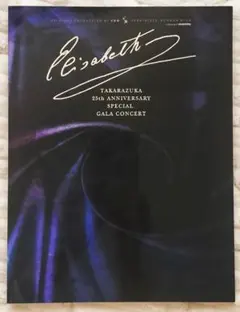 Elisabeth
TAKARAZUKA
25th ANNIVERSARY
SPECIAL
GALA CONCERT